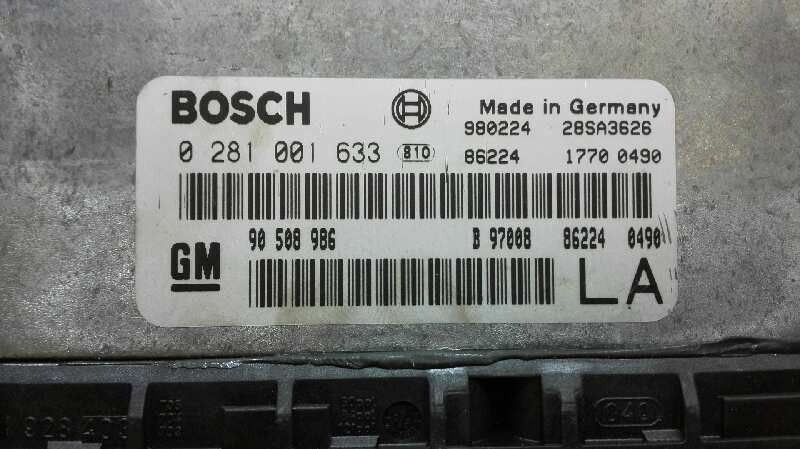 BOSCH Made in Germany
980224 28SA3626
0 281 001 633 810 86224 1770 0490
GM 90 508 986 B 97008 86224 0490
LA